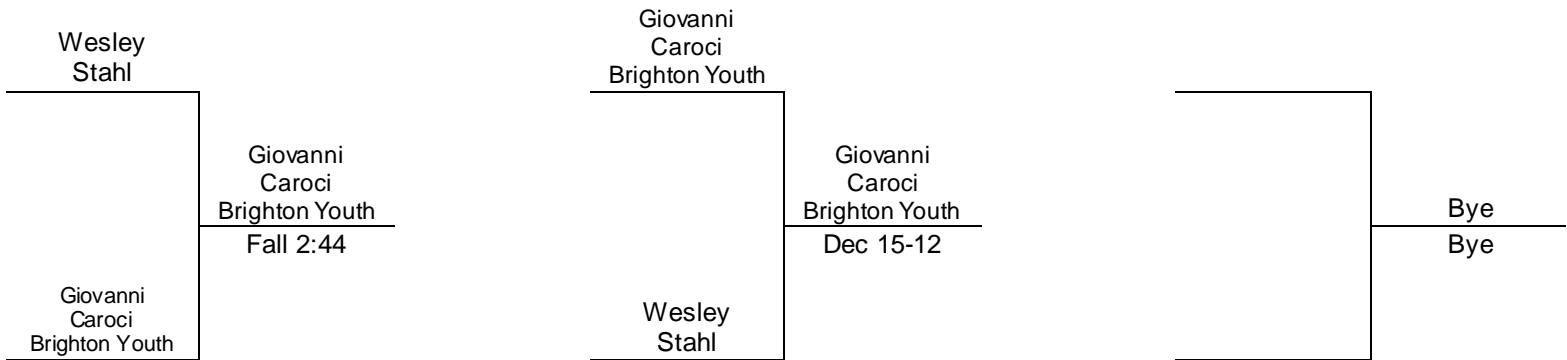 Wesley
Stahl
Giovanni
Caroci
Brighton Youth
Fall 2:44
Giovanni
Caroci
Brighton Youth
Giovanni
Caroci
Brighton Youth
Giovanni
Caroci
Brighton Youth
Dec 15-12
Wesley
Stahl
Bye
Bye